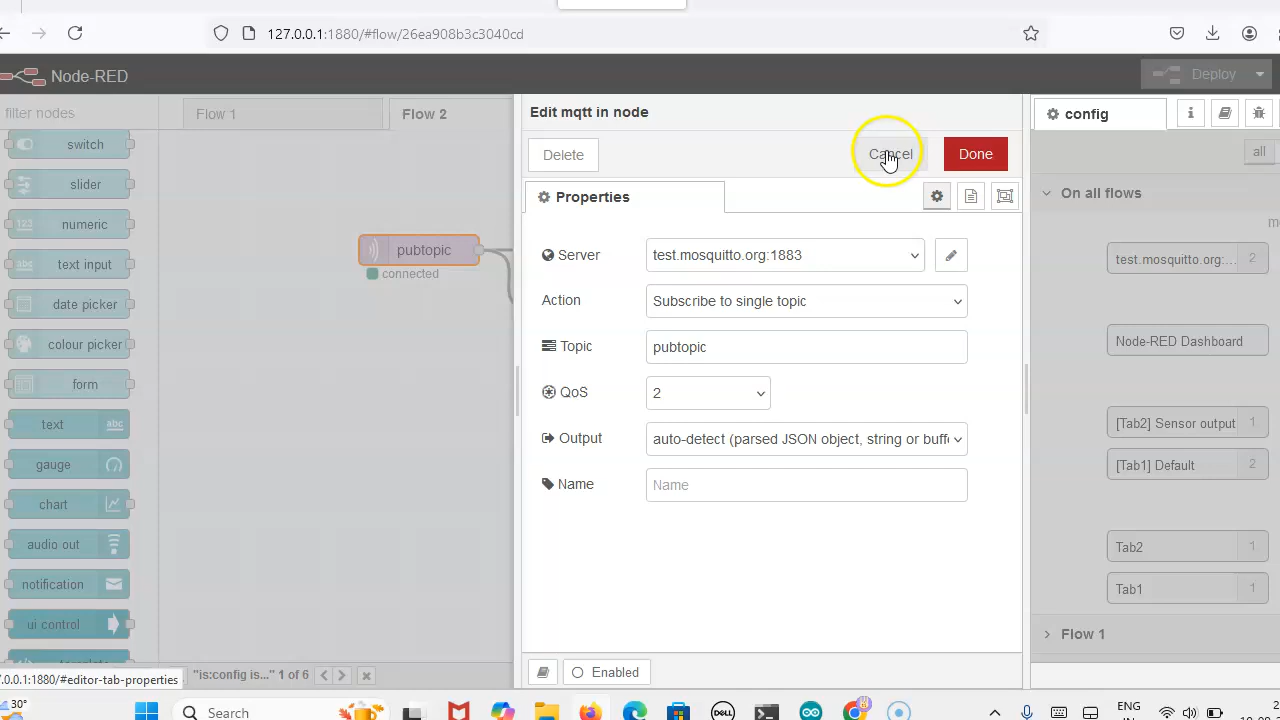 127.0.0.1:1880/#flow/26ea908b3c3040cd
Node-RED
Deploy
filter nodes
Flow 1
Flow 2
Edit mqtt in node
config
Delete
Cancel
Done
all
Properties
On all flows
switch
slider
numeric
text input
date picker
colour picker
form
text
abc
gauge
chart
audio out
notification
ui control
pubtopic
connected
Server
test.mosquitto.org:1883
Action
Subscribe to single topic
Topic
pubtopic
QoS
2
Output
auto-detect (parsed JSON object, string or buff
Name
Name
Enabled
test.mosquitto.org:...
2
Node-RED Dashboard
[Tab2] Sensor output
1
[Tab1] Default
2
Tab2
1
Tab1
1
Flow 1
7.0.0.1:1880/#editor-tab-properties
"is:config is..." 1 of 6
30°
Search
DELL
ENG